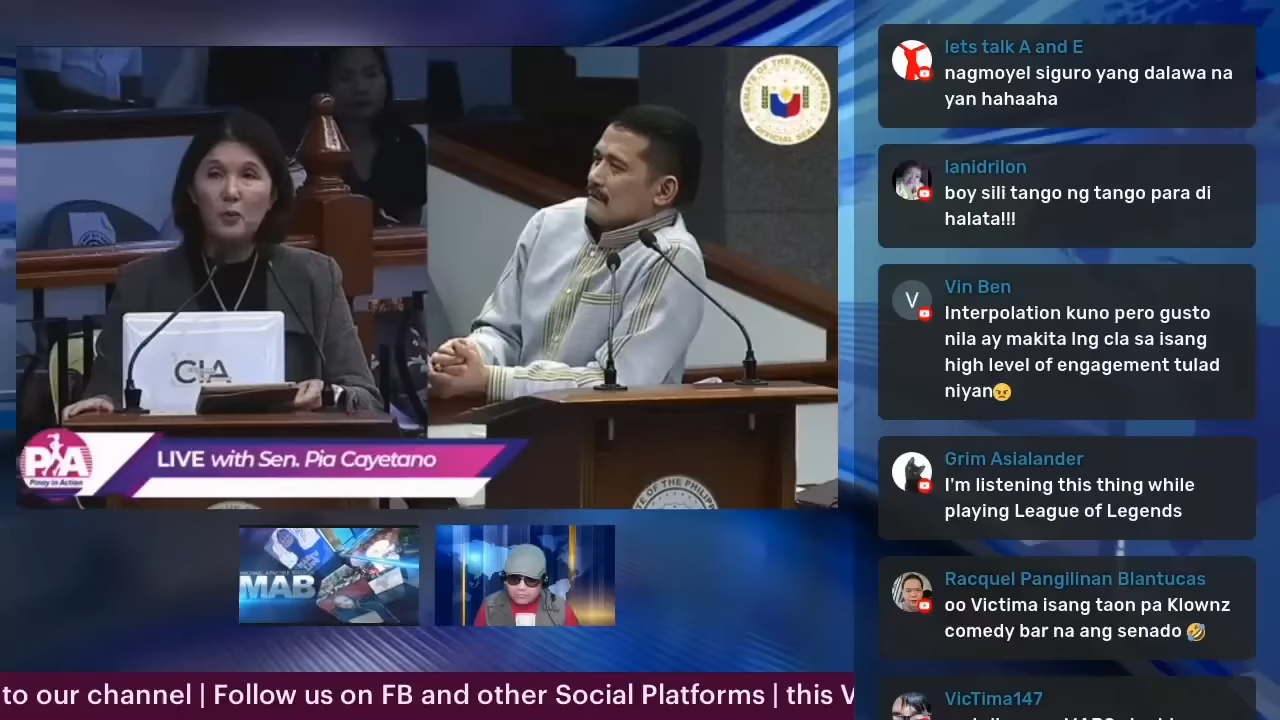 SENATE OF THE PHILIPPINES
OFFICIAL SEAL
CIA
PIA
Pinay in Action
LIVE with Sen. Pia Cayetano
OF THE PHILIPP
MAB
to our channel | Follow us on FB and other Social Platforms | this V
lets talk A and E
nagmoyel siguro yang dalawa na
yan hahaaha
lanidrilon
boy sili tango ng tango para di
halata!!!
V
Vin Ben
Interpolation kuno pero gusto
nila ay makita lng cla sa isang
high level of engagement tulad
niyan😠
Grim Asialander
I'm listening this thing while
playing League of Legends
Racquel Pangilinan Blantucas
oo Victima isang taon pa Klownz
comedy bar na ang senado 🤣
VicTima147